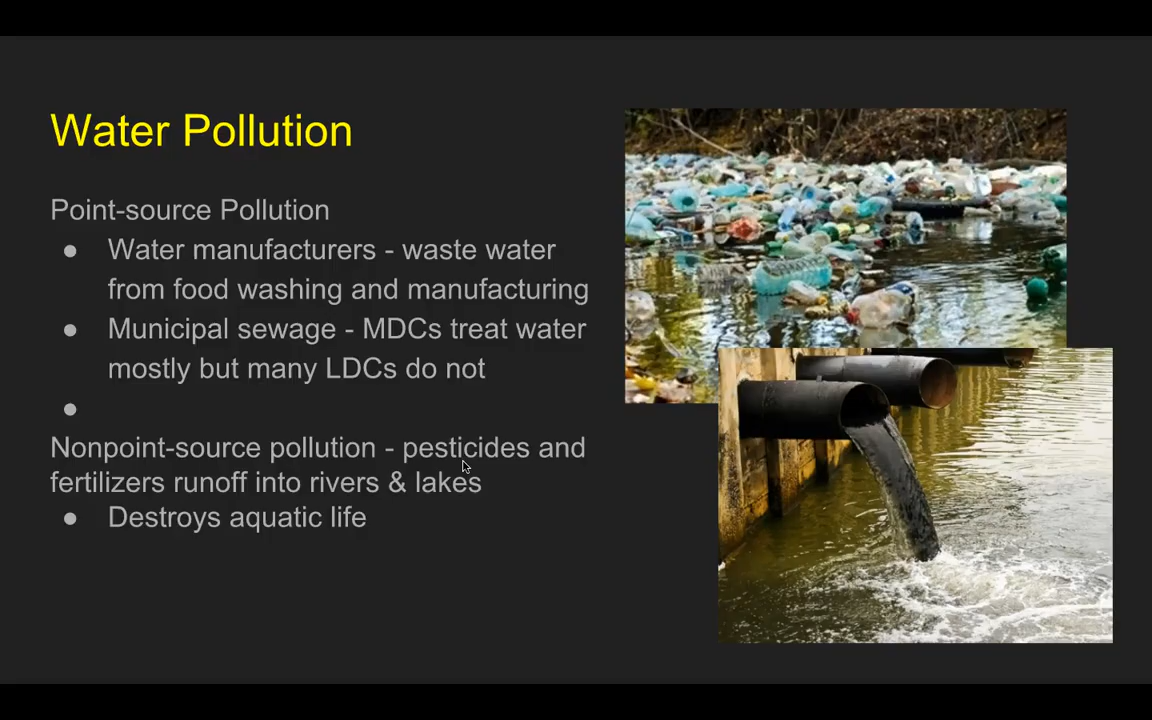 Water Pollution
Point-source Pollution
● Water manufacturers - waste water
from food washing and manufacturing
● Municipal sewage - MDCs treat water
mostly but many LDCs do not
●
Nonpoint-source pollution - pesticides and
fertilizers runoff into rivers & lakes
● Destroys aquatic life